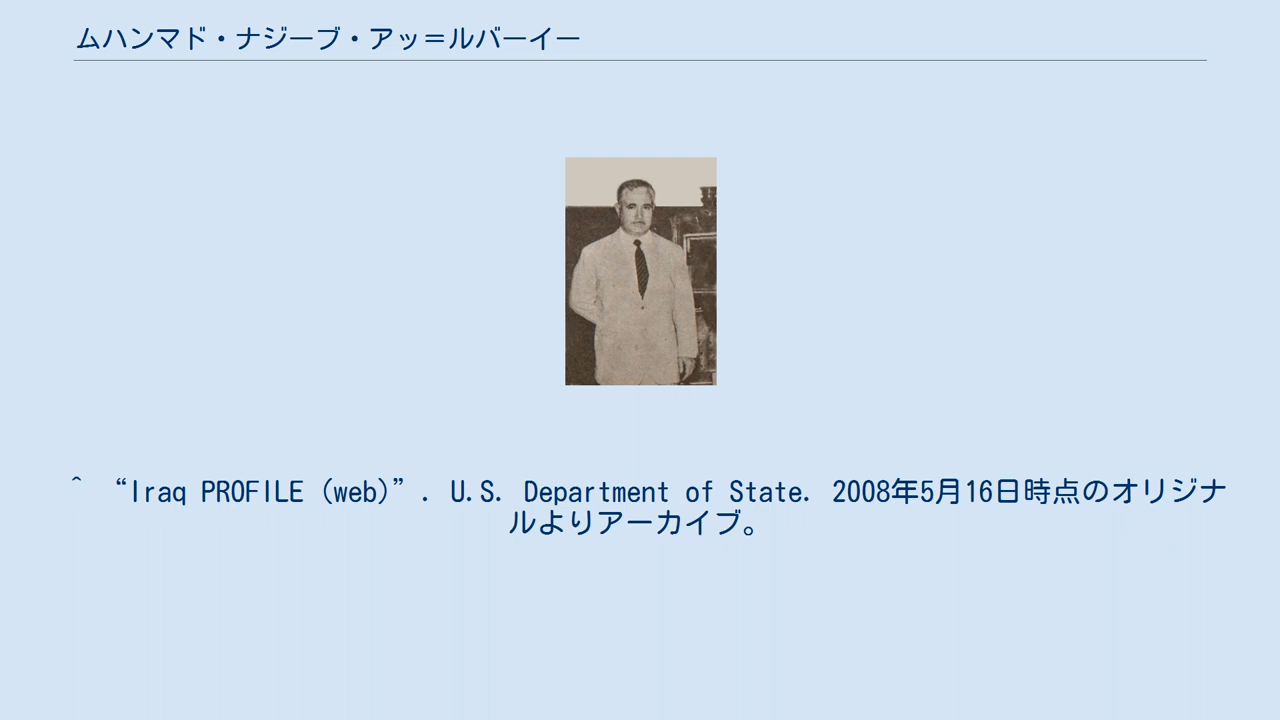 ムハンマド・ナジーブ・アッ＝ルバーイー
^ “Iraq PROFILE (web)”. U.S. Department of State. 2008年5月16日時点のオリジナ
ルよりアーカイブ。